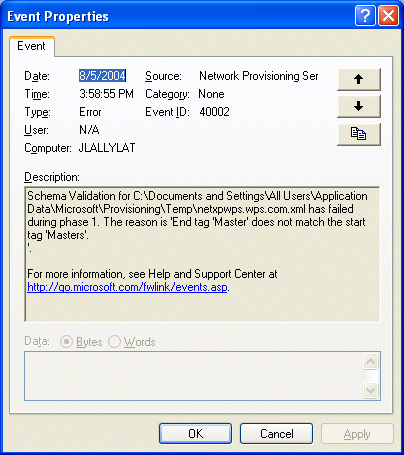 Event Properties
Event
Date: 8/5/2004 Source: Network Provisioning Ser
Time: 3:58:55 PM Category: None
Type: Error Event ID: 40002
User: N/A
Computer: JLALLYLAT
Description:
Schema Validation for C:\Documents and Settings\All Users\Application
Data\Microsoft\Provisioning\Temp\netxpwps.wps.com.xml has failed
during phase 1. The reason is 'End tag 'Master' does not match the start
tag 'Masters'.
'.
For more information, see Help and Support Center at
http://go.microsoft.com/fwlink/events.asp.
Data: Bytes Words
OK Cancel Apply